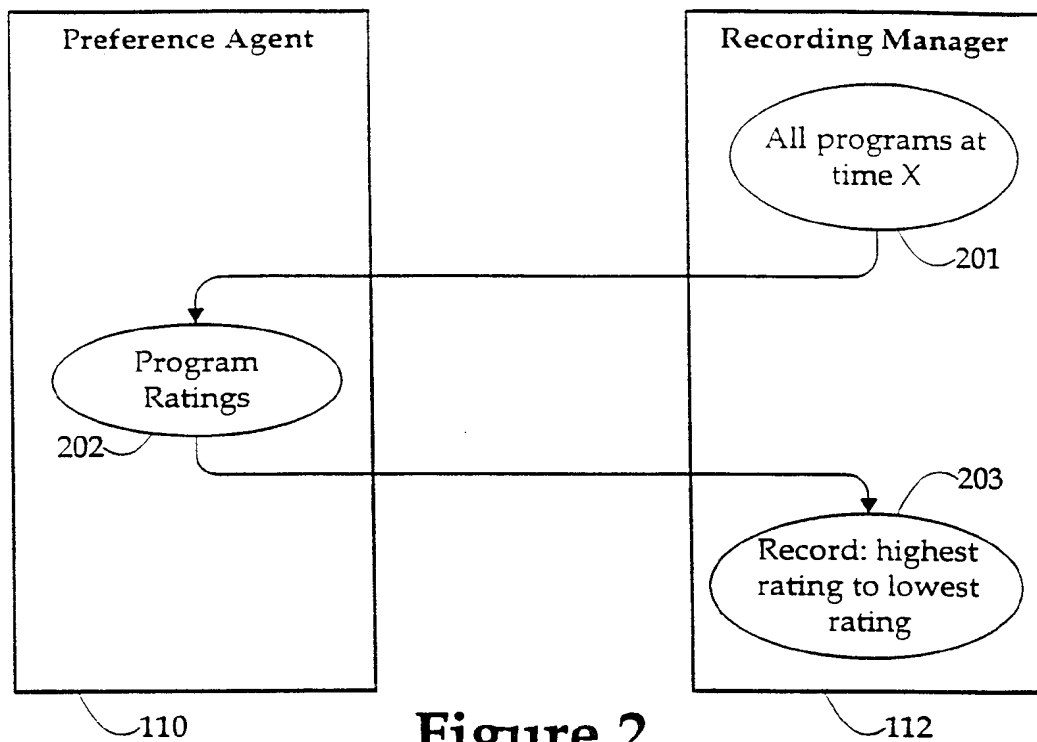 Preference Agent
Recording Manager
All programs at
time X
201
Program
Ratings
202
203
Record: highest
rating to lowest
rating
110
112
Figure 2